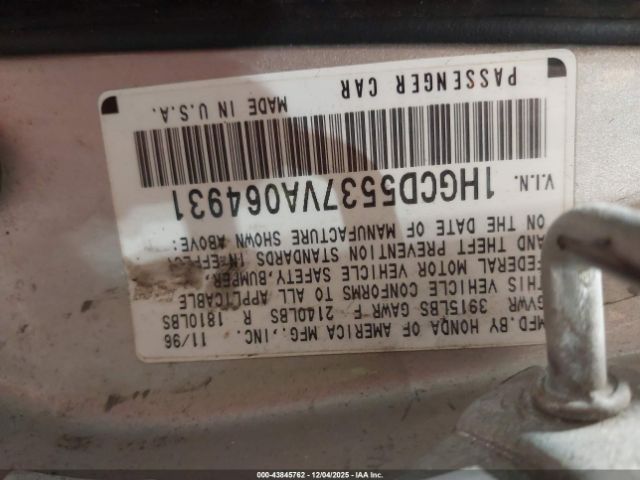 MFD.BY HONDA OF AMERICA MFG., INC. 11/96
GVWR 3915LBS GAWR F 2140LBS R 1810LBS
THIS VEHICLE CONFORMS TO ALL APPLICABLE
FEDERAL MOTOR VEHICLE SAFETY, BUMPER
AND THEFT PREVENTION STANDARDS IN EFFECT
ON THE DATE OF MANUFACTURE SHOWN ABOVE:
V.I.N. 1HGCD5537VA064931
PASSENGER CAR MADE IN U.S.A.
000-43845762 | 12/04/2025 - IAA Inc.